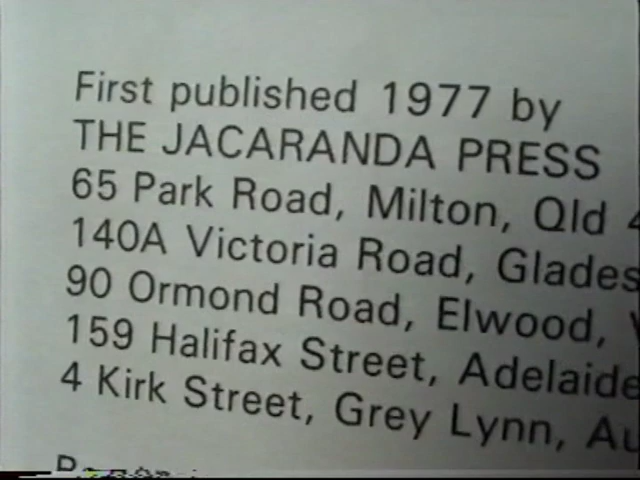 First published 1977 by
THE JACARANDA PRESS
65 Park Road, Milton, Qld 4
140A Victoria Road, Glades
90 Ormond Road, Elwood, V
159 Halifax Street, Adelaide
4 Kirk Street, Grey Lynn, Au